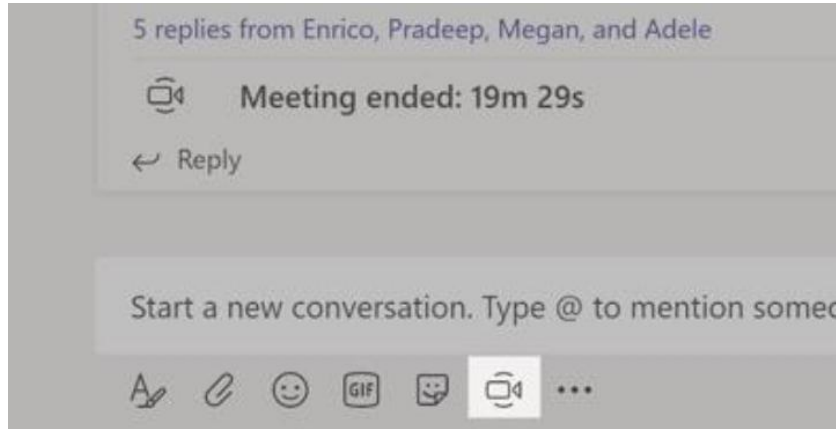 5 replies from Enrico, Pradeep, Megan, and Adele
Meeting ended: 19m 29s
Reply
Start a new conversation. Type @ to mention
GIF